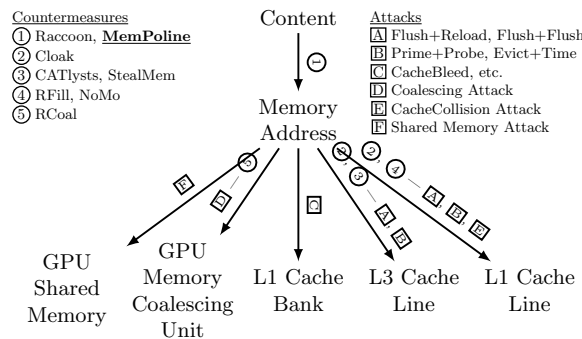 Countermeasures
1 Raccoon, MemPoline
2 Cloak
3 CATlysts, StealMem
4 RFill, NoMo
5 RCoal
Content
Attacks
A Flush+Reload, Flush+Flush
B Prime+Probe, Evict+Time
C CacheBleed, etc.
D Coalescing Attack
E CacheCollision Attack
F Shared Memory Attack
1
Memory
Address
F
D — 5
C
2, 3 — A, B
2, 4 — A, B, E
GPU
Shared
Memory
GPU
Memory
Coalescing
Unit
L1 Cache
Bank
L3 Cache
Line
L1 Cache
Line